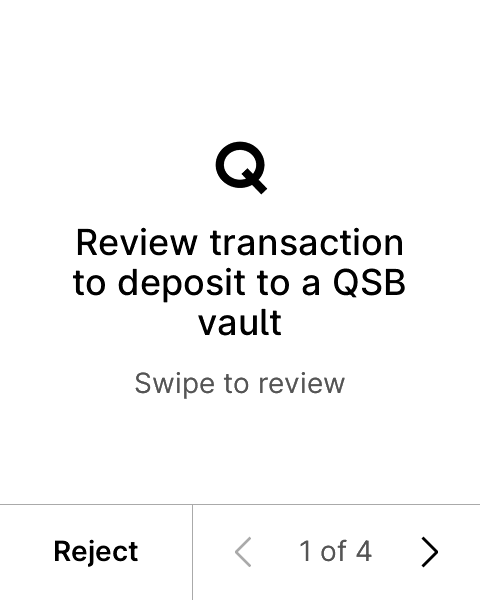 Q
Review transaction
to deposit to a QSB
vault
Swipe to review
Reject
1 of 4